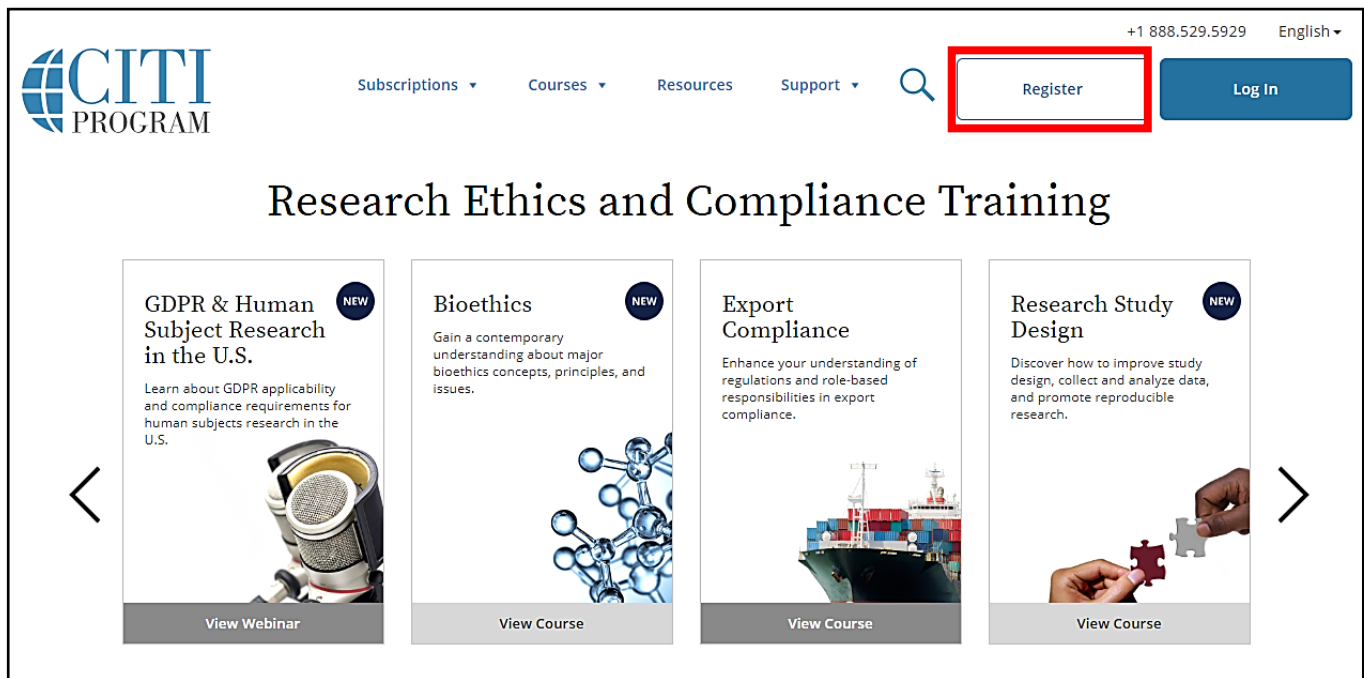 +1 888.529.5929 English
CITI
PROGRAM
Subscriptions Courses Resources Support Register Log In
Research Ethics and Compliance Training
GDPR & Human
Subject Research
in the U.S.
NEW
Learn about GDPR applicability
and compliance requirements for
human subjects research in the
U.S.
View Webinar
Bioethics
NEW
Gain a contemporary
understanding about major
bioethics concepts, principles, and
issues.
View Course
Export
Compliance
Enhance your understanding of
regulations and role-based
responsibilities in export
compliance.
View Course
Research Study
Design
NEW
Discover how to improve study
design, collect and analyze data,
and promote reproducible
research.
View Course